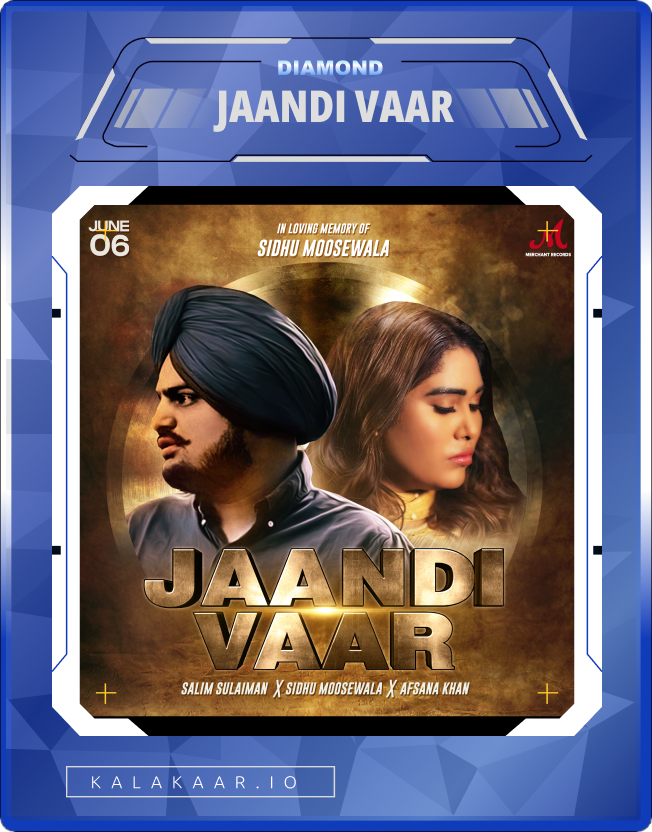 DIAMOND
JAANDI VAAR
JUNE
06
IN LOVING MEMORY OF
SIDHU MOOSEWALA
MERCHANT RECORDS
JAANDI
VAAR
SALIM SULAIMAN X SIDHU MOOSEWALA X AFSANA KHAN
KALAKAAR.IO